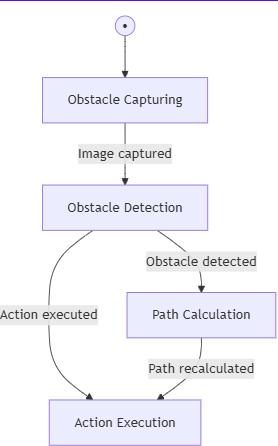 Obstacle Capturing
Image captured
Obstacle Detection
Obstacle detected
Action executed
Path Calculation
Path recalculated
Action Execution